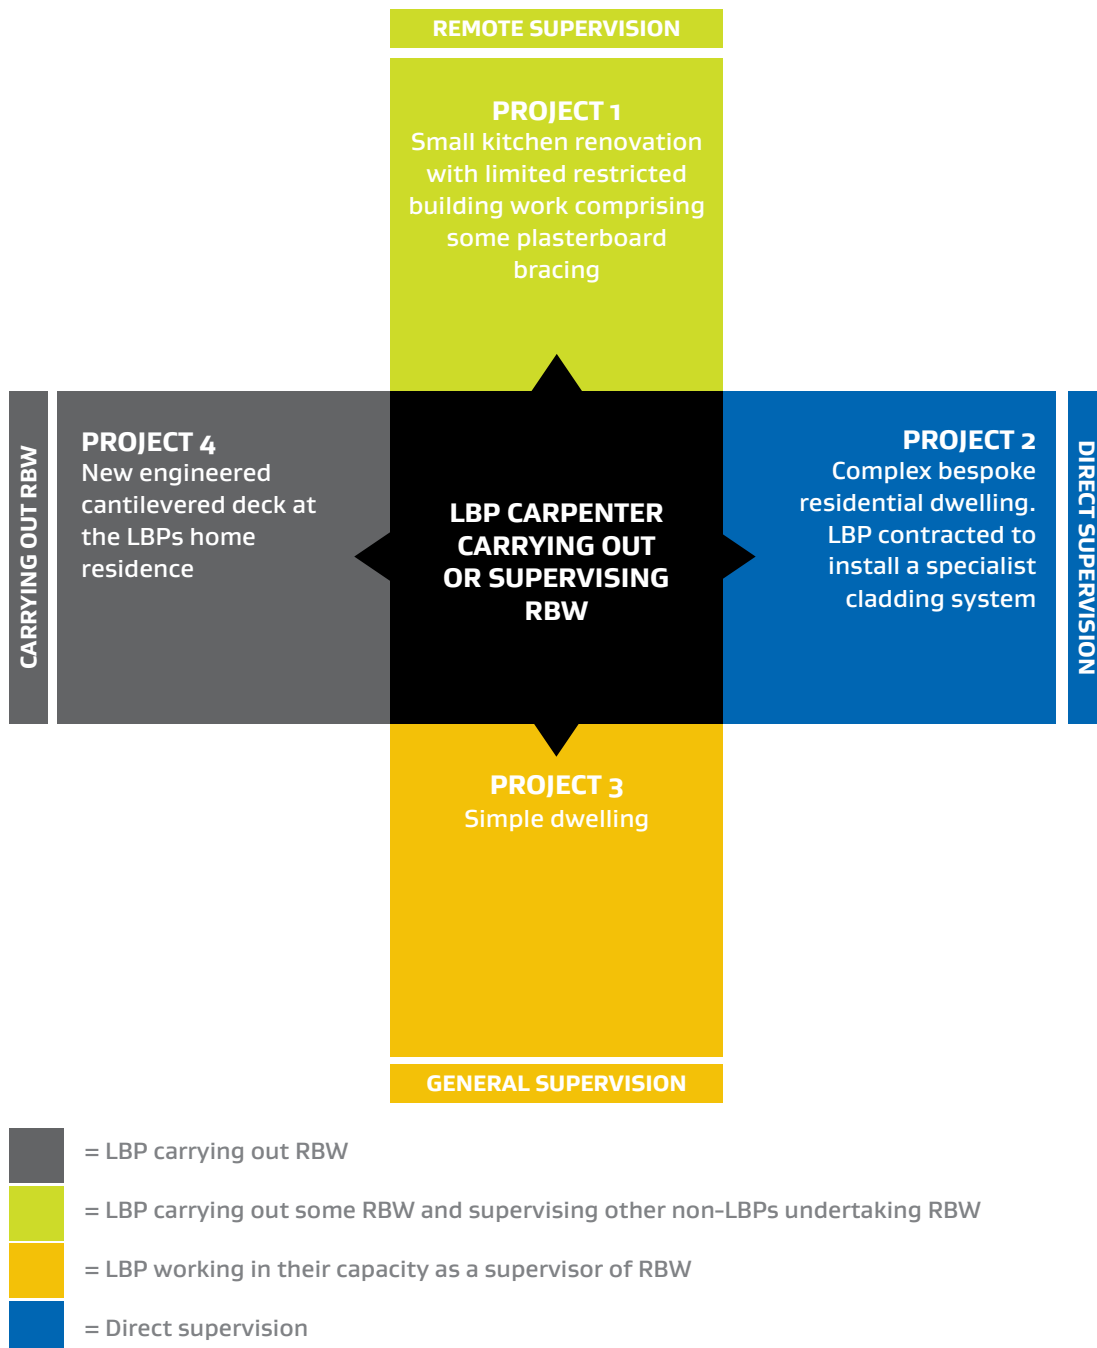 REMOTE SUPERVISION
PROJECT 1
Small kitchen renovation
with limited restricted
building work comprising
some plasterboard
bracing
CARRYING OUT RBW
PROJECT 4
New engineered
cantilevered deck at
the LBPs home
residence
LBP CARPENTER
CARRYING OUT
OR SUPERVISING
RBW
PROJECT 2
Complex bespoke
residential dwelling.
LBP contracted to
install a specialist
cladding system
DIRECT SUPERVISION
PROJECT 3
Simple dwelling
GENERAL SUPERVISION
= LBP carrying out RBW
= LBP carrying out some RBW and supervising other non-LBPs undertaking RBW
= LBP working in their capacity as a supervisor of RBW
= Direct supervision